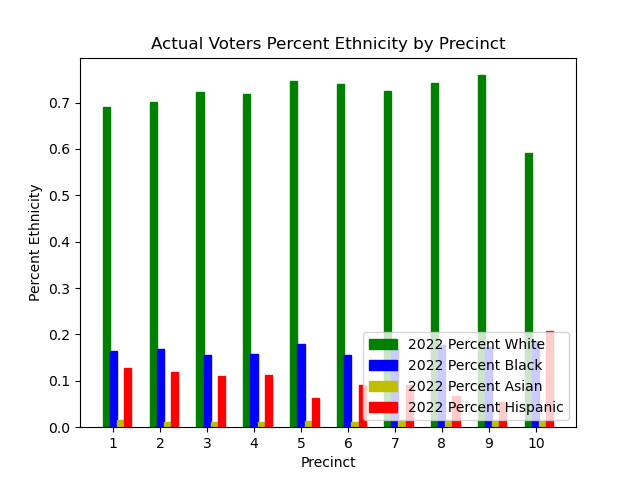 Actual Voters Percent Ethnicity by Precinct
0.7
0.6
0.5
0.4
0.3
0.2
0.1
0.0
Percent Ethnicity
2022 Percent White
2022 Percent Black
2022 Percent Asian
2022 Percent Hispanic
1 2 3 4 5 6 7 8 9 10
Precinct